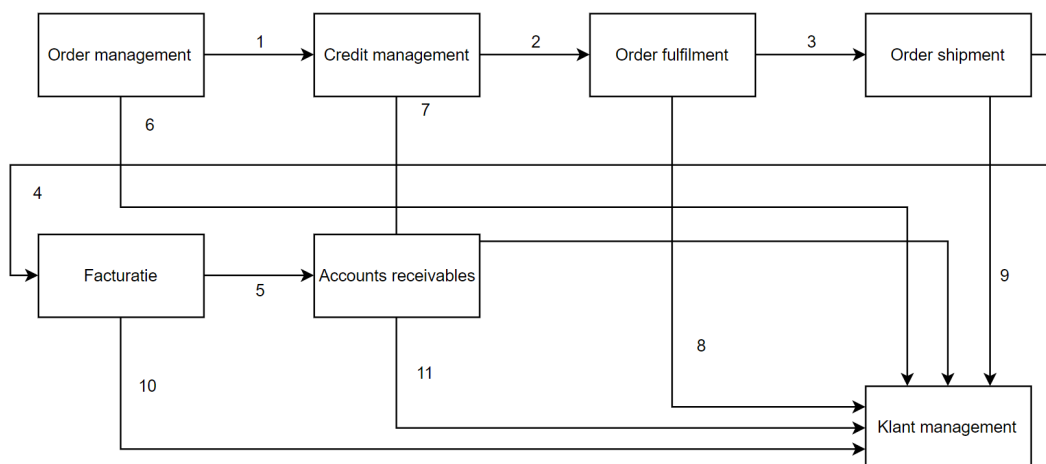 Order management
1
Credit management
2
Order fulfilment
3
Order shipment
6
7
4
Facturatie
5
Accounts receivables
9
8
10
11
Klant management